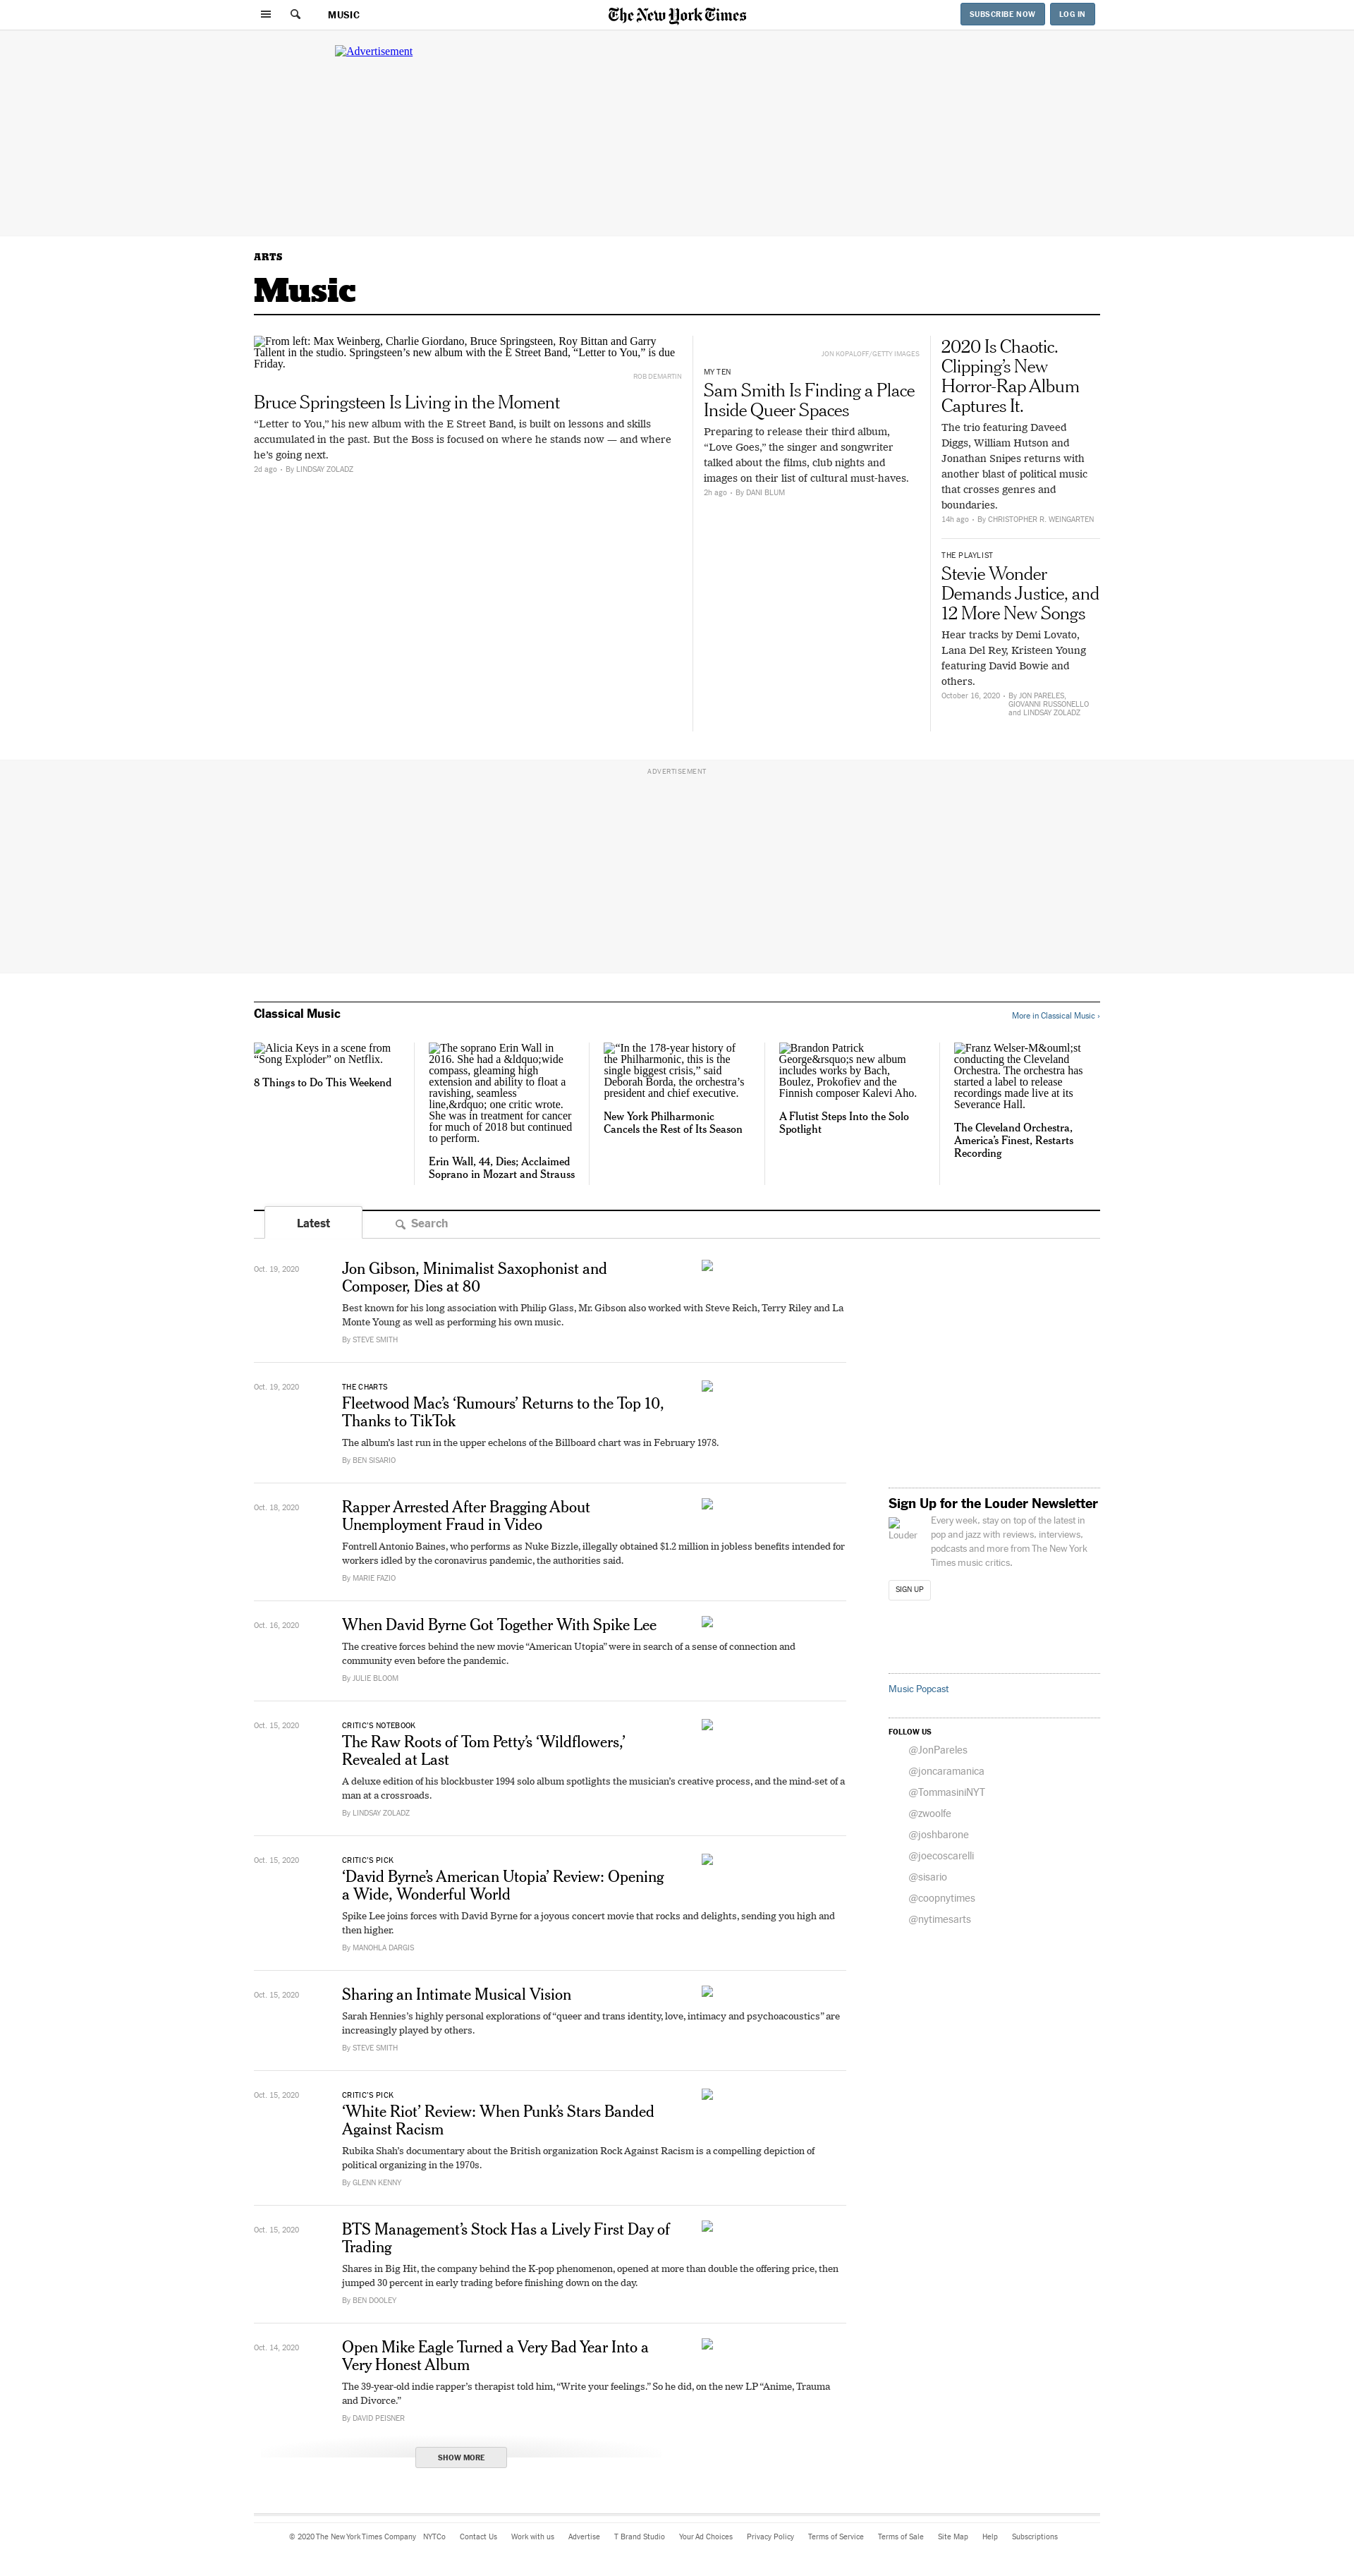 MUSIC
The New York Times
SUBSCRIBE NOW
LOG IN
Advertisement
ARTS
Music
From left: Max Weinberg, Charlie Giordano, Bruce Springsteen, Roy Bittan and Garry
Tallent in the studio. Springsteen’s new album with the E Street Band, “Letter to You,” is due
Friday.
ROB DEMARTIN
Bruce Springsteen Is Living in the Moment
“Letter to You,” his new album with the E Street Band, is built on lessons and skills
accumulated in the past. But the Boss is focused on where he stands now — and where
he’s going next.
2d ago • By LINDSAY ZOLADZ
JON KOPALOFF/GETTY IMAGES
MY TEN
Sam Smith Is Finding a Place
Inside Queer Spaces
Preparing to release their third album,
“Love Goes,” the singer and songwriter
talked about the films, club nights and
images on their list of cultural must-haves.
2h ago • By DANI BLUM
2020 Is Chaotic.
Clipping’s New
Horror-Rap Album
Captures It.
The trio featuring Daveed
Diggs, William Hutson and
Jonathan Snipes returns with
another blast of political music
that crosses genres and
boundaries.
14h ago • By CHRISTOPHER R. WEINGARTEN
THE PLAYLIST
Stevie Wonder
Demands Justice, and
12 More New Songs
Hear tracks by Demi Lovato,
Lana Del Rey, Kristeen Young
featuring David Bowie and
others.
October 16, 2020 • By JON PARELES,
GIOVANNI RUSSONELLO
and LINDSAY ZOLADZ
ADVERTISEMENT
Classical Music
More in Classical Music ›
Alicia Keys in a scene from
“Song Exploder” on Netflix.
8 Things to Do This Weekend
The soprano Erin Wall in
2016. She had a &ldquo;wide
compass, gleaming high
extension and ability to float a
ravishing, seamless
line,&rdquo; one critic wrote.
She was in treatment for cancer
for much of 2018 but continued
to perform.
Erin Wall, 44, Dies; Acclaimed
Soprano in Mozart and Strauss
“In the 178-year history of
the Philharmonic, this is the
single biggest crisis,” said
Deborah Borda, the orchestra’s
president and chief executive.
New York Philharmonic
Cancels the Rest of Its Season
Brandon Patrick
George&rsquo;s new album
includes works by Bach,
Boulez, Prokofiev and the
Finnish composer Kalevi Aho.
A Flutist Steps Into the Solo
Spotlight
Franz Welser-M&ouml;st
conducting the Cleveland
Orchestra. The orchestra has
started a label to release
recordings made live at its
Severance Hall.
The Cleveland Orchestra,
America’s Finest, Restarts
Recording
Latest
Search
Oct. 19, 2020
Jon Gibson, Minimalist Saxophonist and
Composer, Dies at 80
Best known for his long association with Philip Glass, Mr. Gibson also worked with Steve Reich, Terry Riley and La
Monte Young as well as performing his own music.
By STEVE SMITH
Oct. 19, 2020
THE CHARTS
Fleetwood Mac’s ‘Rumours’ Returns to the Top 10,
Thanks to TikTok
The album’s last run in the upper echelons of the Billboard chart was in February 1978.
By BEN SISARIO
Oct. 18, 2020
Rapper Arrested After Bragging About
Unemployment Fraud in Video
Fontrell Antonio Baines, who performs as Nuke Bizzle, illegally obtained $1.2 million in jobless benefits intended for
workers idled by the coronavirus pandemic, the authorities said.
By MARIE FAZIO
Oct. 16, 2020
When David Byrne Got Together With Spike Lee
The creative forces behind the new movie “American Utopia” were in search of a sense of connection and
community even before the pandemic.
By JULIE BLOOM
Oct. 15, 2020
CRITIC’S NOTEBOOK
The Raw Roots of Tom Petty’s ‘Wildflowers,’
Revealed at Last
A deluxe edition of his blockbuster 1994 solo album spotlights the musician’s creative process, and the mind-set of a
man at a crossroads.
By LINDSAY ZOLADZ
Oct. 15, 2020
CRITIC’S PICK
‘David Byrne’s American Utopia’ Review: Opening
a Wide, Wonderful World
Spike Lee joins forces with David Byrne for a joyous concert movie that rocks and delights, sending you high and
then higher.
By MANOHLA DARGIS
Oct. 15, 2020
Sharing an Intimate Musical Vision
Sarah Hennies’s highly personal explorations of “queer and trans identity, love, intimacy and psychoacoustics” are
increasingly played by others.
By STEVE SMITH
Oct. 15, 2020
CRITIC’S PICK
‘White Riot’ Review: When Punk’s Stars Banded
Against Racism
Rubika Shah’s documentary about the British organization Rock Against Racism is a compelling depiction of
political organizing in the 1970s.
By GLENN KENNY
Oct. 15, 2020
BTS Management’s Stock Has a Lively First Day of
Trading
Shares in Big Hit, the company behind the K-pop phenomenon, opened at more than double the offering price, then
jumped 30 percent in early trading before finishing down on the day.
By BEN DOOLEY
Oct. 14, 2020
Open Mike Eagle Turned a Very Bad Year Into a
Very Honest Album
The 39-year-old indie rapper’s therapist told him, “Write your feelings.” So he did, on the new LP “Anime, Trauma
and Divorce.”
By DAVID PEISNER
SHOW MORE
Sign Up for the Louder Newsletter
Louder
Every week, stay on top of the latest in
pop and jazz with reviews, interviews,
podcasts and more from The New York
Times music critics.
SIGN UP
Music Popcast
FOLLOW US
@JonPareles
@joncaramanica
@TommasiniNYT
@zwoolfe
@joshbarone
@joecoscarelli
@sisario
@coopnytimes
@nytimesarts
© 2020 The New York Times Company NYTCo Contact Us Work with us Advertise T Brand Studio Your Ad Choices Privacy Policy Terms of Service Terms of Sale Site Map Help Subscriptions